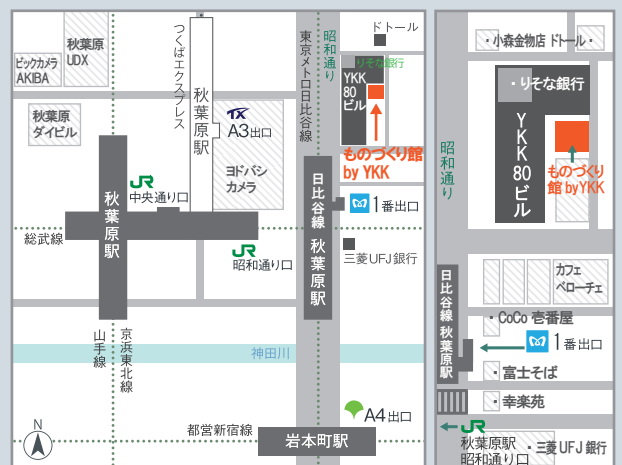 秋葉原
UDX
ビックカメラ
AKIBA
秋葉原
ダイビル
つくばエクスプレス
秋葉原駅
TX
A3出口
ヨドバシ
カメラ
東京メトロ日比谷線
昭和通り
ドトール
りそな銀行
YKK
80
ビル
ものづくり館
by YKK
JR
中央通り口
秋葉原駅
総武線
JR
昭和通り口
日比谷線 秋葉原駅
1番出口
三菱UFJ銀行
神田川
山手線
京浜東北線
A4出口
都営新宿線
岩本町駅
N
・小森金物店
ドトール・
・りそな銀行
YKK80ビル
昭和通り
ものづくり
館 byYKK
カフェ
ベローチェ
日比谷線 秋葉原駅
・CoCo 壱番屋
1番出口
・富士そば
・幸楽苑
JR
秋葉原駅
昭和通り口
・三菱 UFJ 銀行